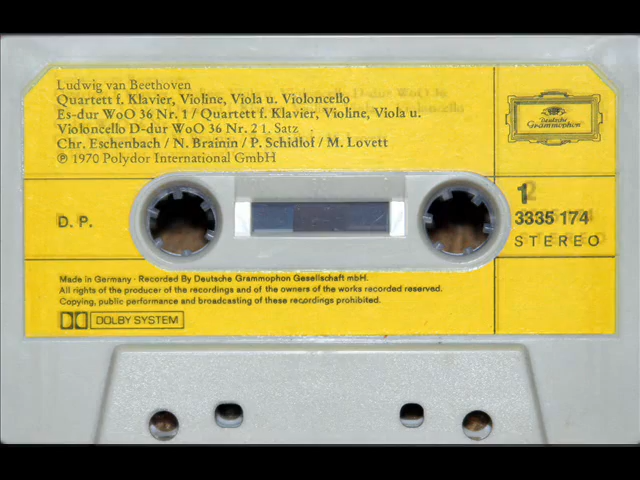 Ludwig van Beethoven
Quartett f. Klavier, Violine, Viola u. Violoncello
Es-dur WoO 36 Nr. 1 / Quartett f. Klavier, Violine, Viola u.
Violoncello D-dur WoO 36 Nr. 2 1. Satz
Chr. Eschenbach / N. Brainin / P. Schidlof / M. Lovett
℗ 1970 Polydor International GmbH
Deutsche
Grammophon
D. P.
1
3335 174
STEREO
Made in Germany · Recorded By Deutsche Grammophon Gesellschaft mbH.
All rights of the producer of the recordings and of the owners of the works recorded reserved.
Copying, public performance and broadcasting of these recordings prohibited.
DOLBY SYSTEM